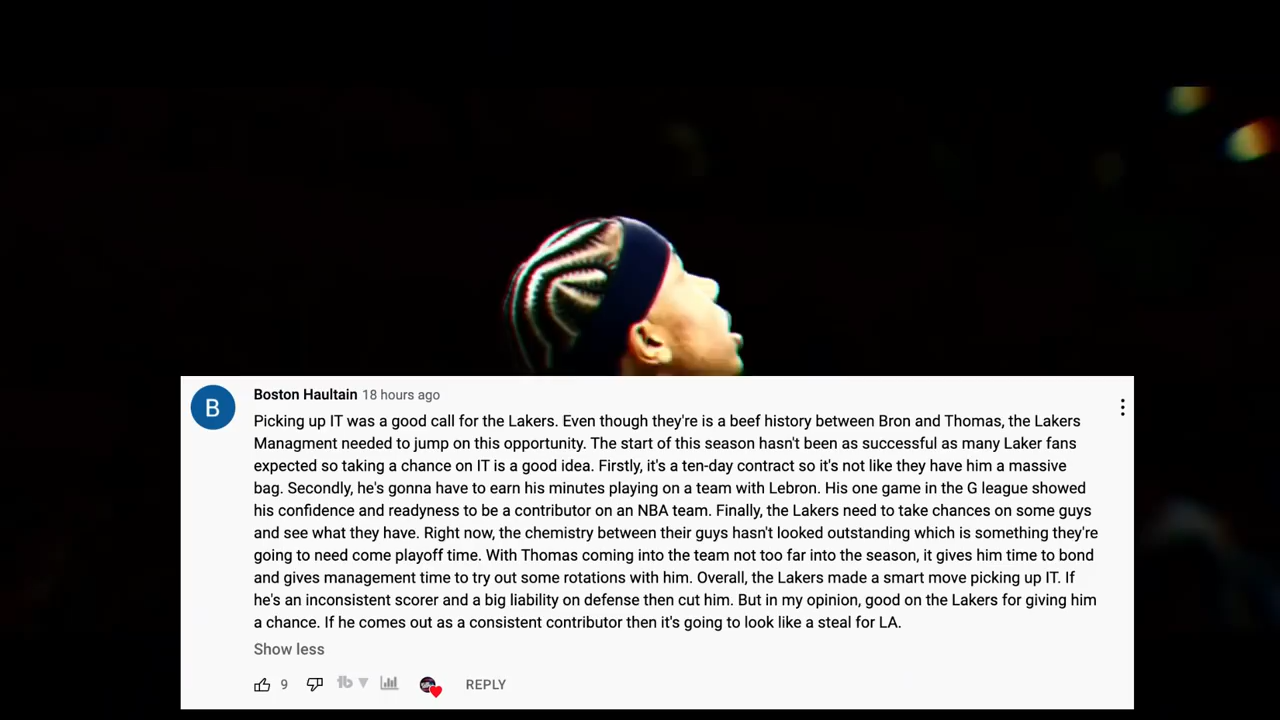 B
Boston Haultain 18 hours ago
Picking up IT was a good call for the Lakers. Even though they're is a beef history between Bron and Thomas, the Lakers
Managment needed to jump on this opportunity. The start of this season hasn't been as successful as many Laker fans
expected so taking a chance on IT is a good idea. Firstly, it's a ten-day contract so it's not like they have him a massive
bag. Secondly, he's gonna have to earn his minutes playing on a team with Lebron. His one game in the G league showed
his confidence and readyness to be a contributor on an NBA team. Finally, the Lakers need to take chances on some guys
and see what they have. Right now, the chemistry between their guys hasn't looked outstanding which is something they're
going to need come playoff time. With Thomas coming into the team not too far into the season, it gives him time to bond
and gives management time to try out some rotations with him. Overall, the Lakers made a smart move picking up IT. If
he's an inconsistent scorer and a big liability on defense then cut him. But in my opinion, good on the Lakers for giving him
a chance. If he comes out as a consistent contributor then it's going to look like a steal for LA.
Show less
9 tb REPLY